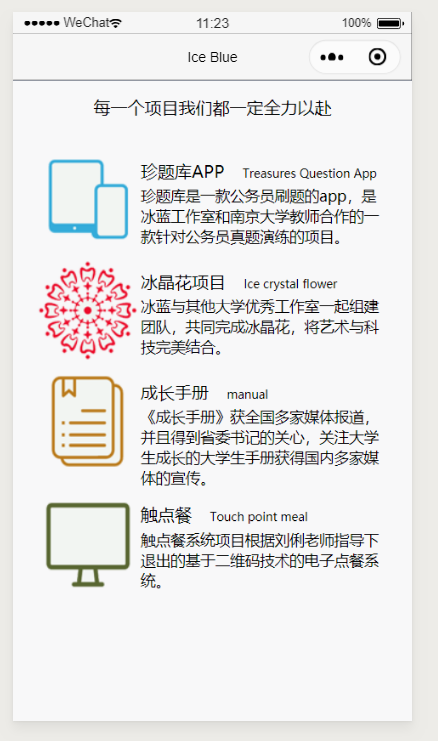 WeChat 11:23 100%
Ice Blue
每一个项目我们都一定全力以赴
珍题库APP Treasures Question App
珍题库是一款公务员刷题的app，是
冰蓝工作室和南京大学教师合作的一
款针对公务员真题演练的项目。
冰晶花项目 Ice crystal flower
冰蓝与其他大学优秀工作室一起组建
团队，共同完成冰晶花，将艺术与科
技完美结合。
成长手册 manual
《成长手册》获全国多家媒体报道，
并且得到省委书记的关心，关注大学
生成长的大学生手册获得国内多家媒
体的宣传。
触点餐 Touch point meal
触点餐系统项目根据刘俐老师指导下
退出的基于二维码技术的电子点餐系
统。